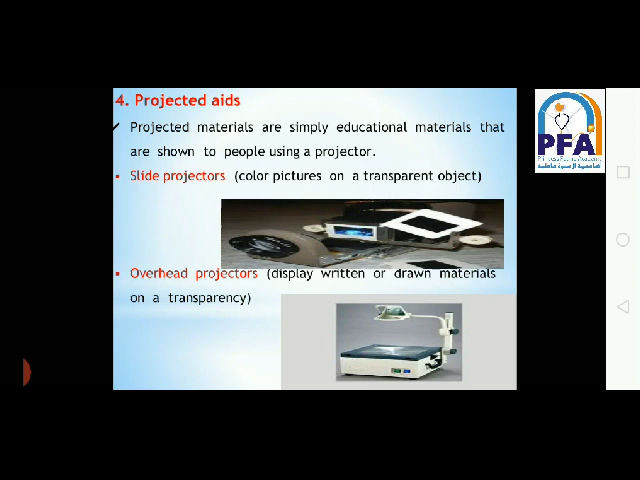 4. Projected aids
✓ Projected materials are simply educational materials that
are shown to people using a projector.
▪ Slide projectors (color pictures on a transparent object)
▪ Overhead projectors (display written or drawn materials
on a transparency)
PFA